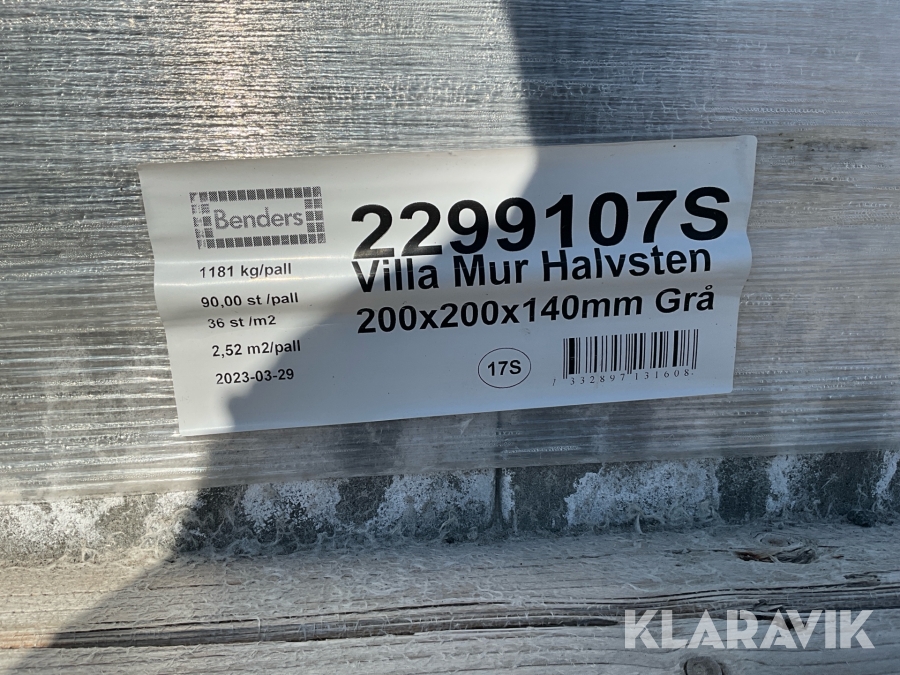 Benders
2299107S
Villa Mur Halvsten
200x200x140mm Grå
1181 kg/pall
90,00 st /pall
36 st /m2
2,52 m2/pall
2023-03-29
17S
7 332897 131608
KLARAVIK